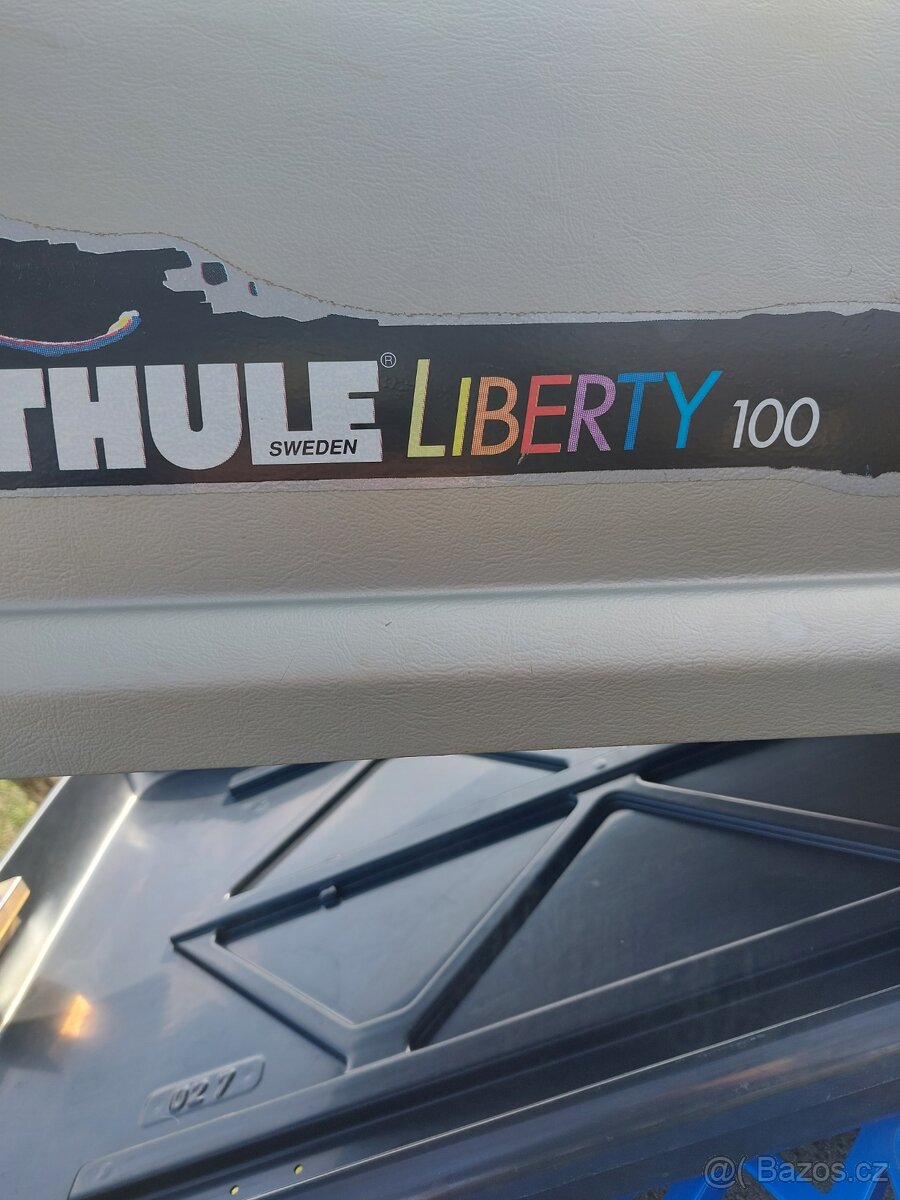 THULE® LIBERTY 100
SWEDEN
027
@( Bazos.cz